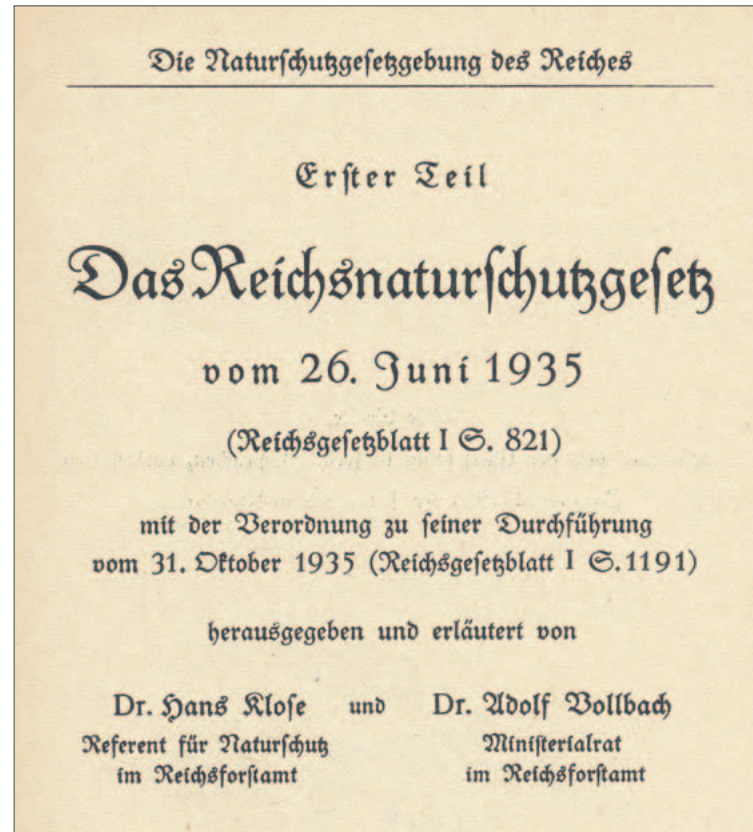 Die Naturschutzgesetzgebung des Reiches
Erster Teil
Das Reichsnaturschutzgesetz
vom 26. Juni 1935
(Reichsgesetzblatt I S. 821)
mit der Verordnung zu seiner Durchführung
vom 31. Oktober 1935 (Reichsgesetzblatt I S. 1191)
herausgegeben und erläutert von
Dr. Hans Klose und Dr. Adolf Vollbach
Referent für Naturschutz Ministerialrat
im Reichsforstamt im Reichsforstamt